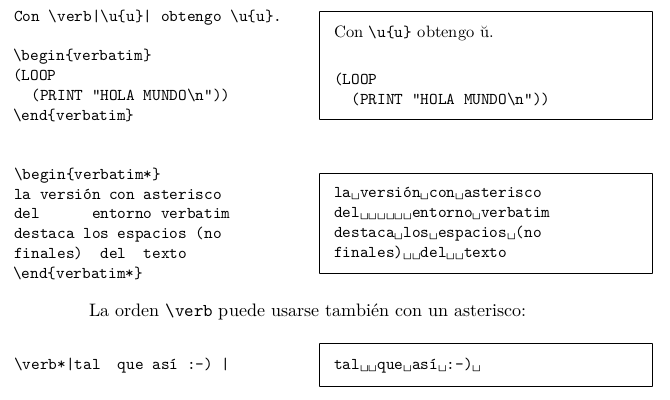 Con \verb|\u{u}| obtengo \u{u}.
\begin{verbatim}
(LOOP
  (PRINT "HOLA MUNDO\n"))
\end{verbatim}
Con \u{u} obtengo ŭ.
(LOOP
  (PRINT "HOLA MUNDO\n"))
\begin{verbatim*}
la versión con asterisco
del      entorno verbatim
destaca los espacios (no
finales)  del  texto
\end{verbatim*}
la␣versión␣con␣asterisco
del␣␣␣␣␣␣entorno␣verbatim
destaca␣los␣espacios␣(no
finales)␣␣del␣␣texto
La orden \verb puede usarse también con un asterisco:
\verb*|tal  que así :-) |
tal␣␣que␣así␣:-)␣